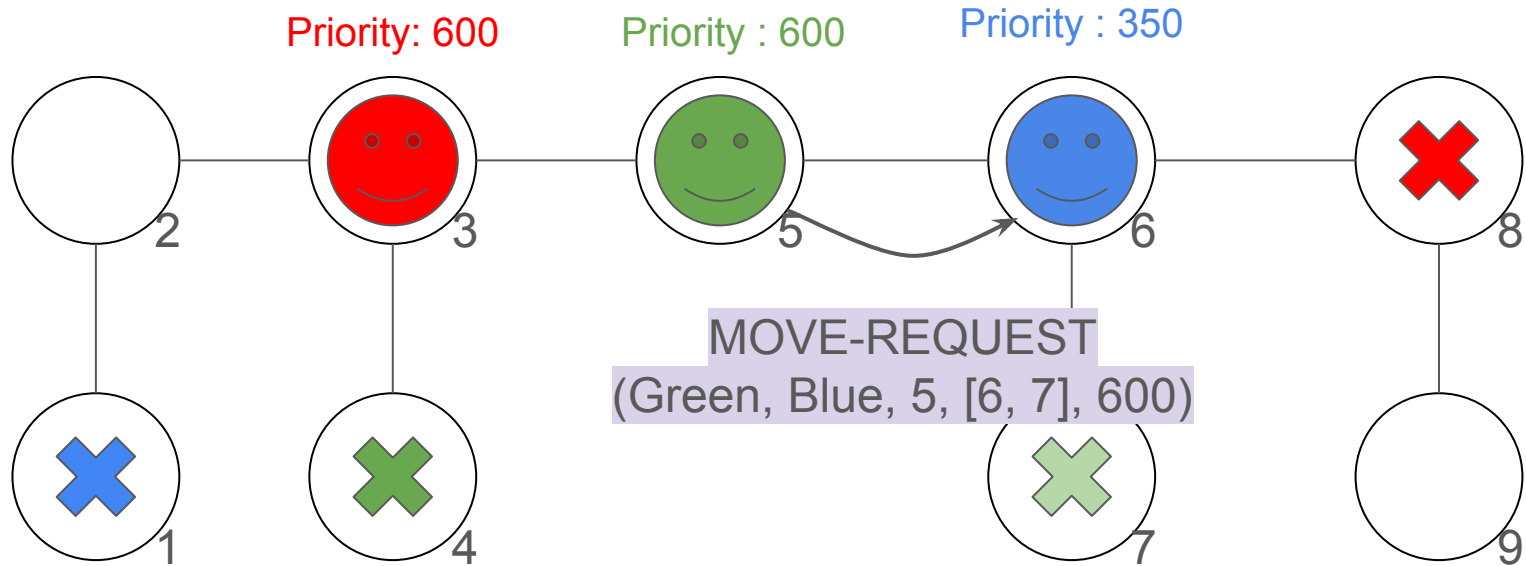 Priority: 600
Priority : 600
Priority : 350
2
3
5
6
8
MOVE-REQUEST
(Green, Blue, 5, [6, 7], 600)
1
4
7
9